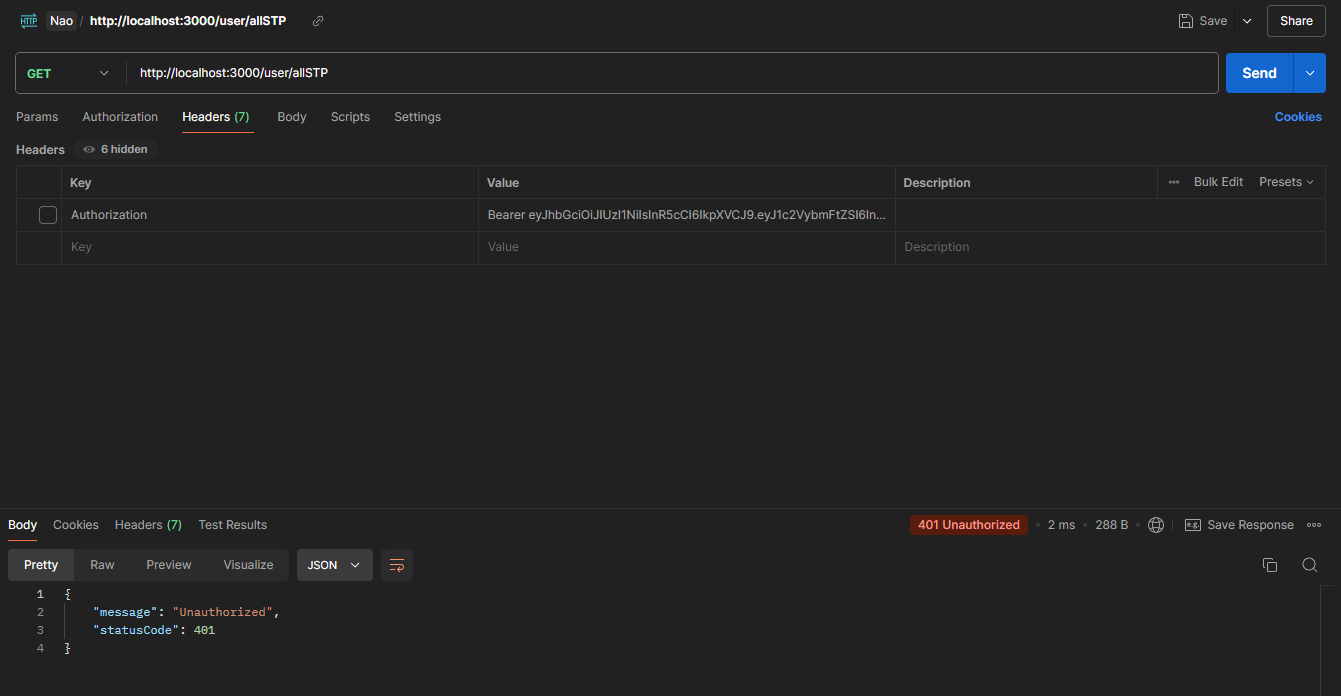 HTTP Nao / http://localhost:3000/user/allSTP Save Share
GET http://localhost:3000/user/allSTP Send
Params Authorization Headers (7) Body Scripts Settings Cookies
Headers 6 hidden
Key Value Description Bulk Edit Presets
Authorization Bearer eyJhbGciOiJIUzI1NiIsInR5cCI6IkpXVCJ9.eyJ1c2VybmFtZSI6In...
Key Value Description
Body Cookies Headers (7) Test Results 401 Unauthorized 2 ms 288 B e.g. Save Response
Pretty Raw Preview Visualize JSON
1 {
2 "message": "Unauthorized",
3 "statusCode": 401
4 }